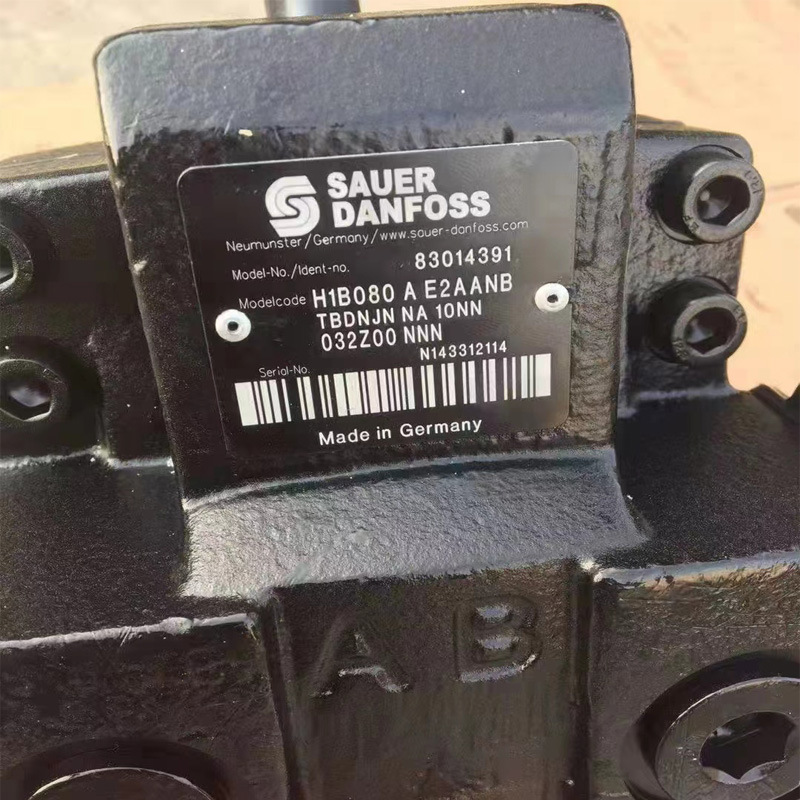 SAUER
DANFOSS
Neumunster/Germany/www.sauer-danfoss.com
Model-No./Ident-no. 83014391
Modelcode H1B080 A E2AANB
TBDNJN NA 10NN
032Z00 NNN
Serial-No. N143312114
Made in Germany
A B